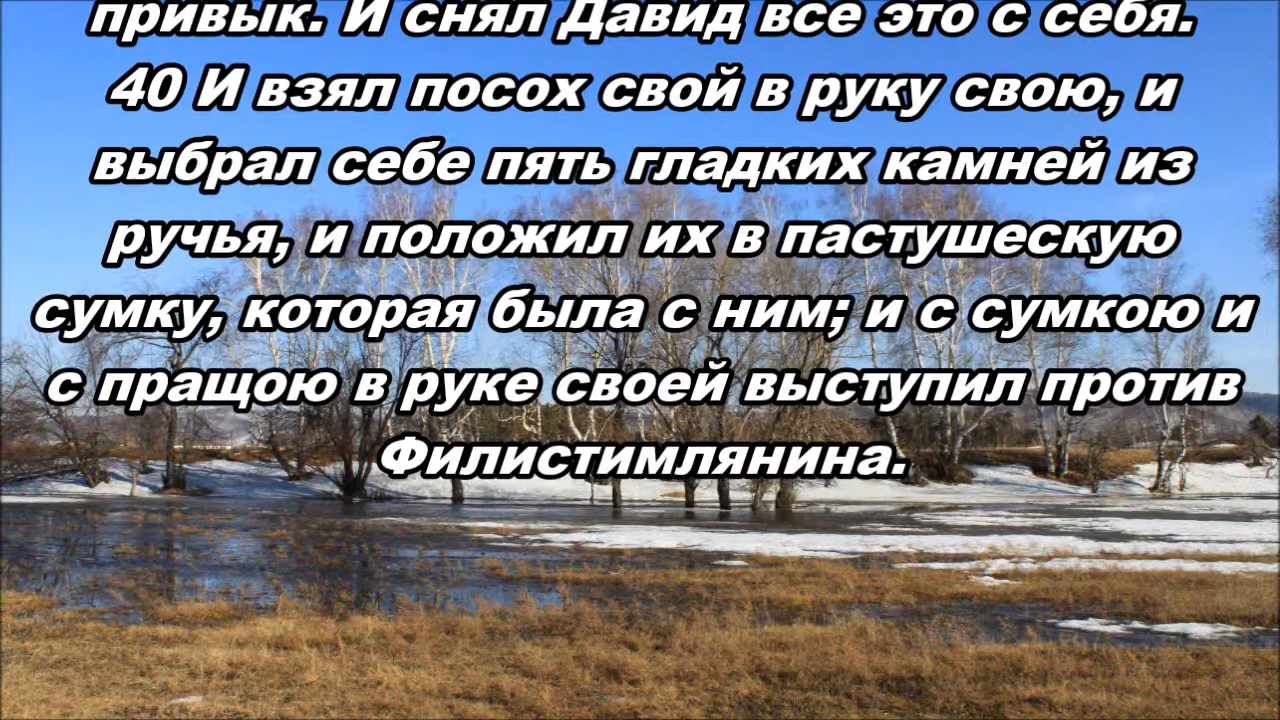 привык. И снял Давид все это с себя.
40 И взял посох свой в руку свою, и
выбрал себе пять гладких камней из
ручья, и положил их в пастушескую
сумку, которая была с ним; и с сумкою и
с пращою в руке своей выступил против
Филистимлянина.